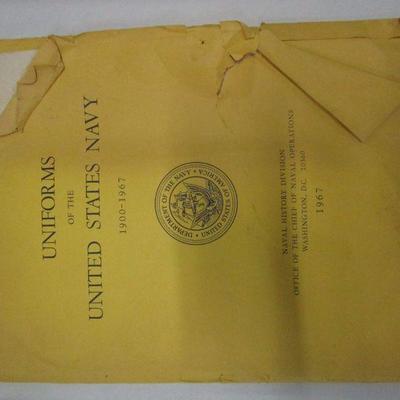 UNIFORMS
OF THE
UNITED STATES NAVY
1900-1967
DEPARTMENT OF THE NAVY
UNITED STATES OF AMERICA
NAVAL HISTORY DIVISION
OFFICE OF THE CHIEF OF NAVAL OPERATIONS
WASHINGTON, D.C. 20360
1967